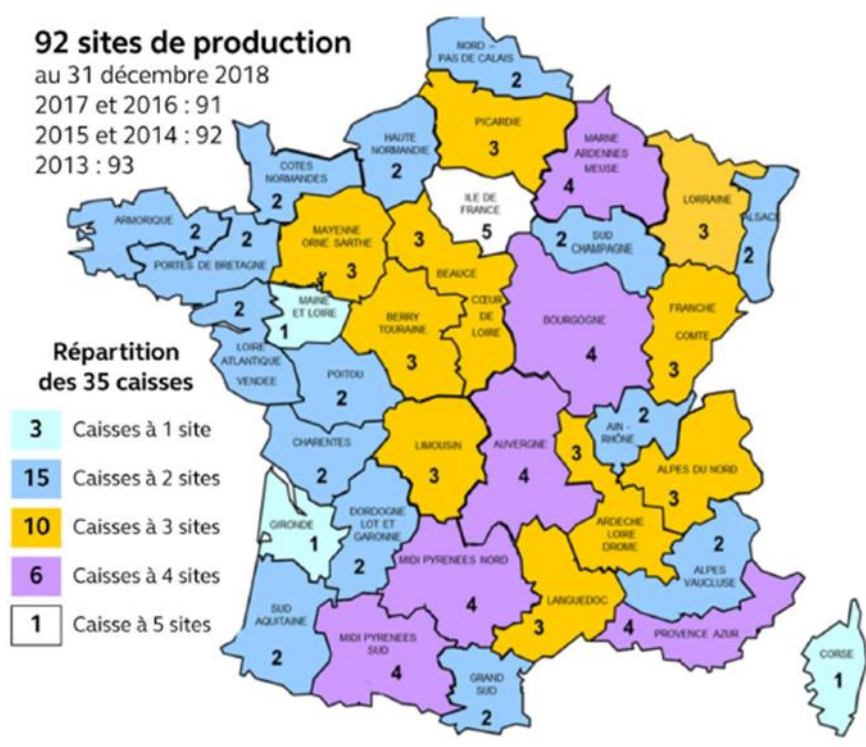 92 sites de production
au 31 décembre 2018
2017 et 2016 : 91
2015 et 2014 : 92
2013 : 93
NORD –
PAS DE CALAIS
2
PICARDIE
3
HAUTE
NORMANDIE
2
MARNE
ARDENNES
MEUSE
4
COTES
NORMANDES
2
ILE DE
FRANCE
5
LORRAINE
3
ALSACE
2
ARMORIQUE
2
2
PORTES DE BRETAGNE
MAYENNE
ORNE SARTHE
3
3
BEAUCE
CŒUR
DE
LOIRE
2
SUD
CHAMPAGNE
MAINE
ET LOIRE
1
2
LOIRE
ATLANTIQUE
VENDEE
BERRY
TOURAINE
3
BOURGOGNE
4
FRANCHE
COMTE
3
POITOU
2
CHARENTES
2
LIMOUSIN
3
AUVERGNE
4
2
AIN -
RHÔNE
3
ARDECHE
LOIRE
DROME
ALPES DU NORD
3
GIRONDE
1
DORDOGNE
LOT ET
GARONNE
2
MIDI PYRENEES NORD
4
2
ALPES
VAUCLUSE
LANGUEDOC
3
4
PROVENCE AZUR
SUD
AQUITAINE
2
MIDI PYRENEES
SUD
4
GRAND
SUD
2
CORSE
1
Répartition
des 35 caisses
3 Caisses à 1 site
15 Caisses à 2 sites
10 Caisses à 3 sites
6 Caisses à 4 sites
1 Caisse à 5 sites